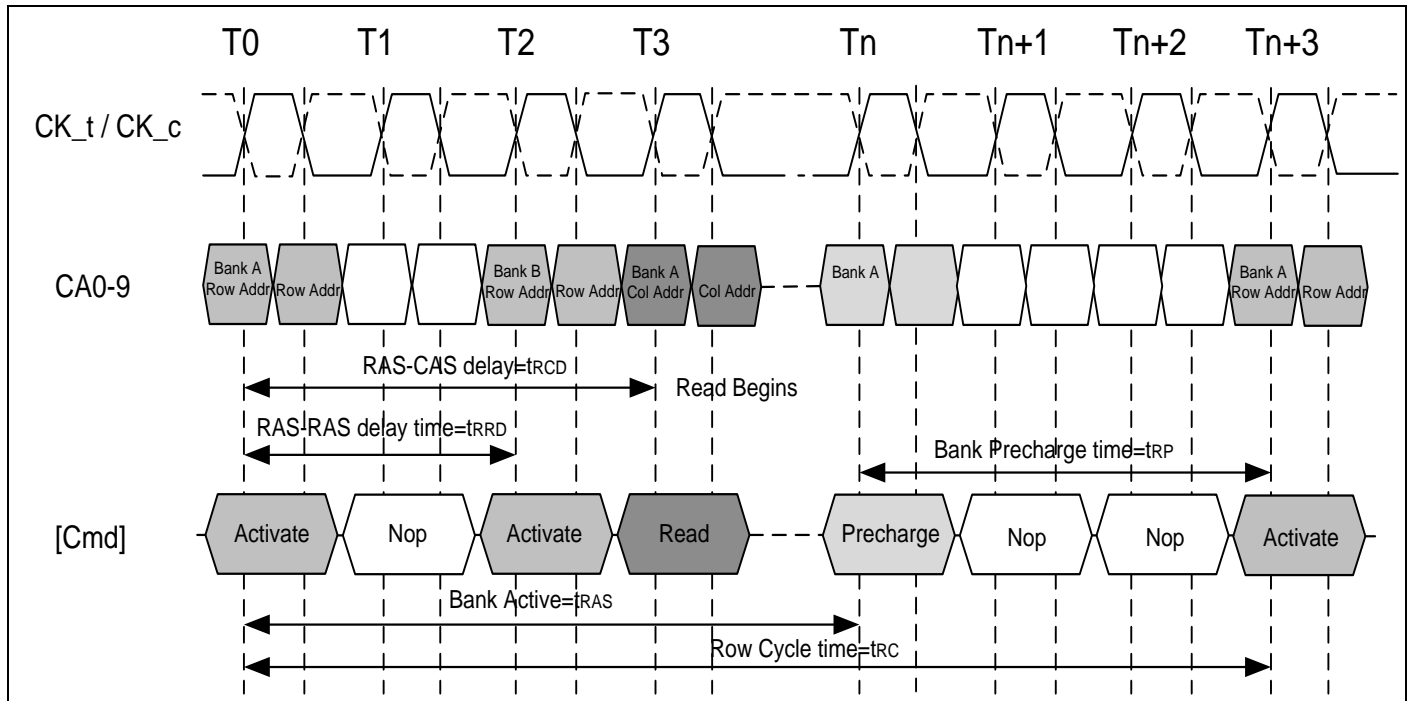 T0 T1 T2 T3 Tn Tn+1 Tn+2 Tn+3
CK_t / CK_c
CA0-9
Bank A
Row Addr
Row Addr
Bank B
Row Addr
Row Addr
Bank A
Col Addr
Col Addr
Bank A
Bank A
Row Addr
Row Addr
RAS-CAS delay=tRCD
Read Begins
RAS-RAS delay time=tRRD
Bank Precharge time=tRP
[Cmd]
Activate Nop Activate Read Precharge Nop Nop Activate
Bank Active=tRAS
Row Cycle time=tRC